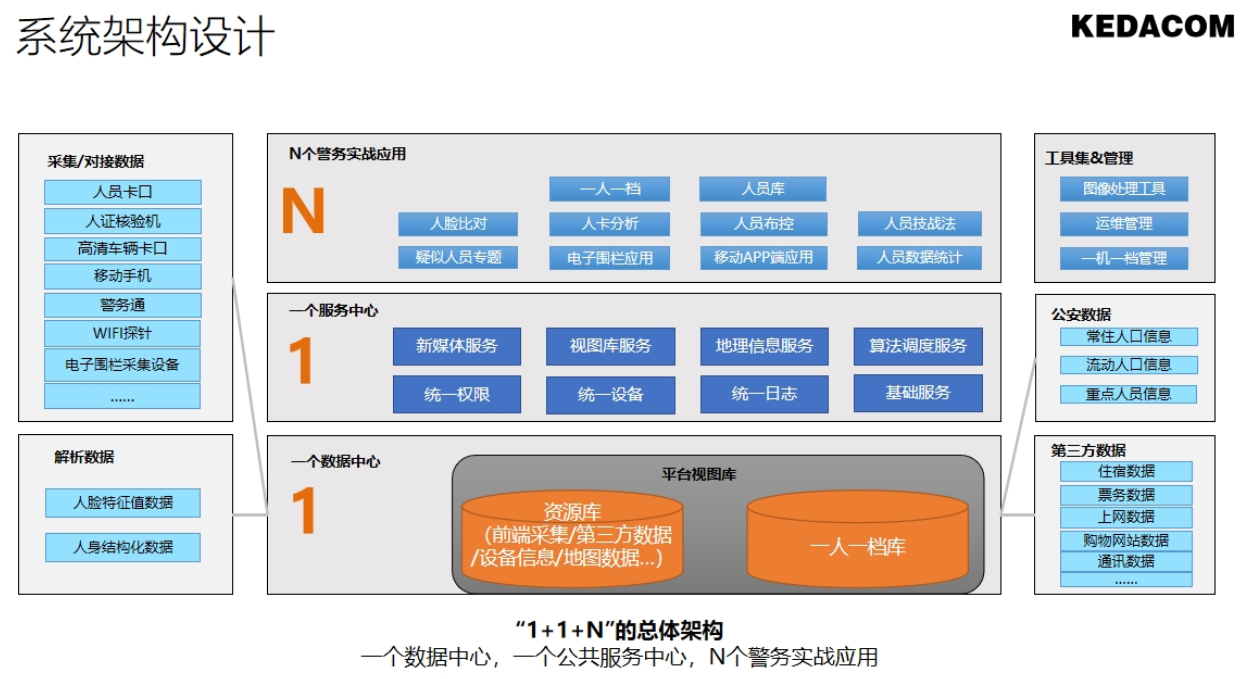 系统架构设计
KEDACOM
采集/对接数据
人员卡口
人证核验机
高清车辆卡口
移动手机
警务通
WIFI探针
电子围栏采集设备
......
解析数据
人脸特征值数据
人身结构化数据
N个警务实战应用
N
一人一档
人员库
人脸比对
人卡分析
人员布控
人员技战法
疑似人员专题
电子围栏应用
移动APP端应用
人员数据统计
一个服务中心
1
新媒体服务
视图库服务
地理信息服务
算法调度服务
统一权限
统一设备
统一日志
基础服务
一个数据中心
1
平台视图库
资源库
（前端采集/第三方数据
/设备信息/地图数据...）
一人一档库
工具集&管理
图像处理工具
运维管理
一机一档管理
公安数据
常住人口信息
流动人口信息
重点人员信息
第三方数据
住宿数据
票务数据
上网数据
购物网站数据
通讯数据
......
“1+1+N”的总体架构
一个数据中心，一个公共服务中心，N个警务实战应用